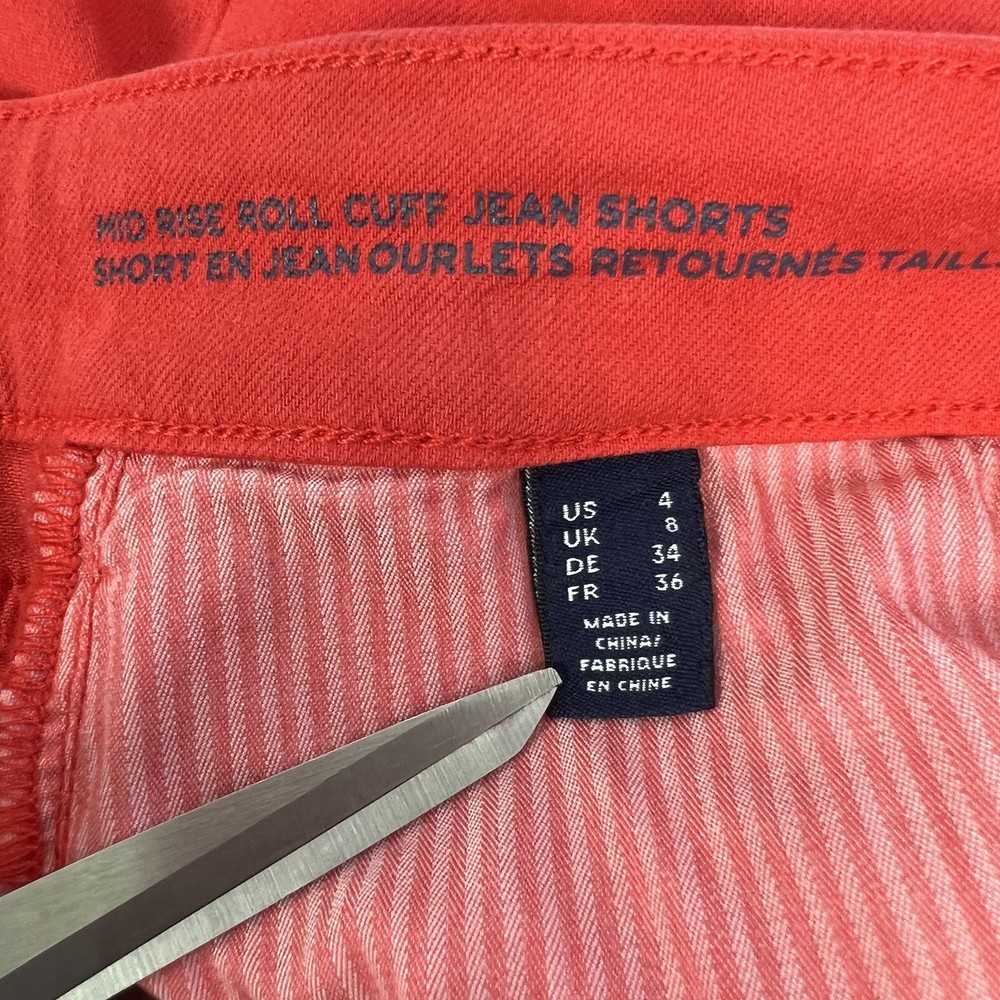 MID RISE ROLL CUFF JEAN SHORTS
SHORT EN JEAN OURLETS RETOURNÉS
US 4
UK 8
DE 34
FR 36
MADE IN
CHINA/
FABRIQUE
EN CHINE